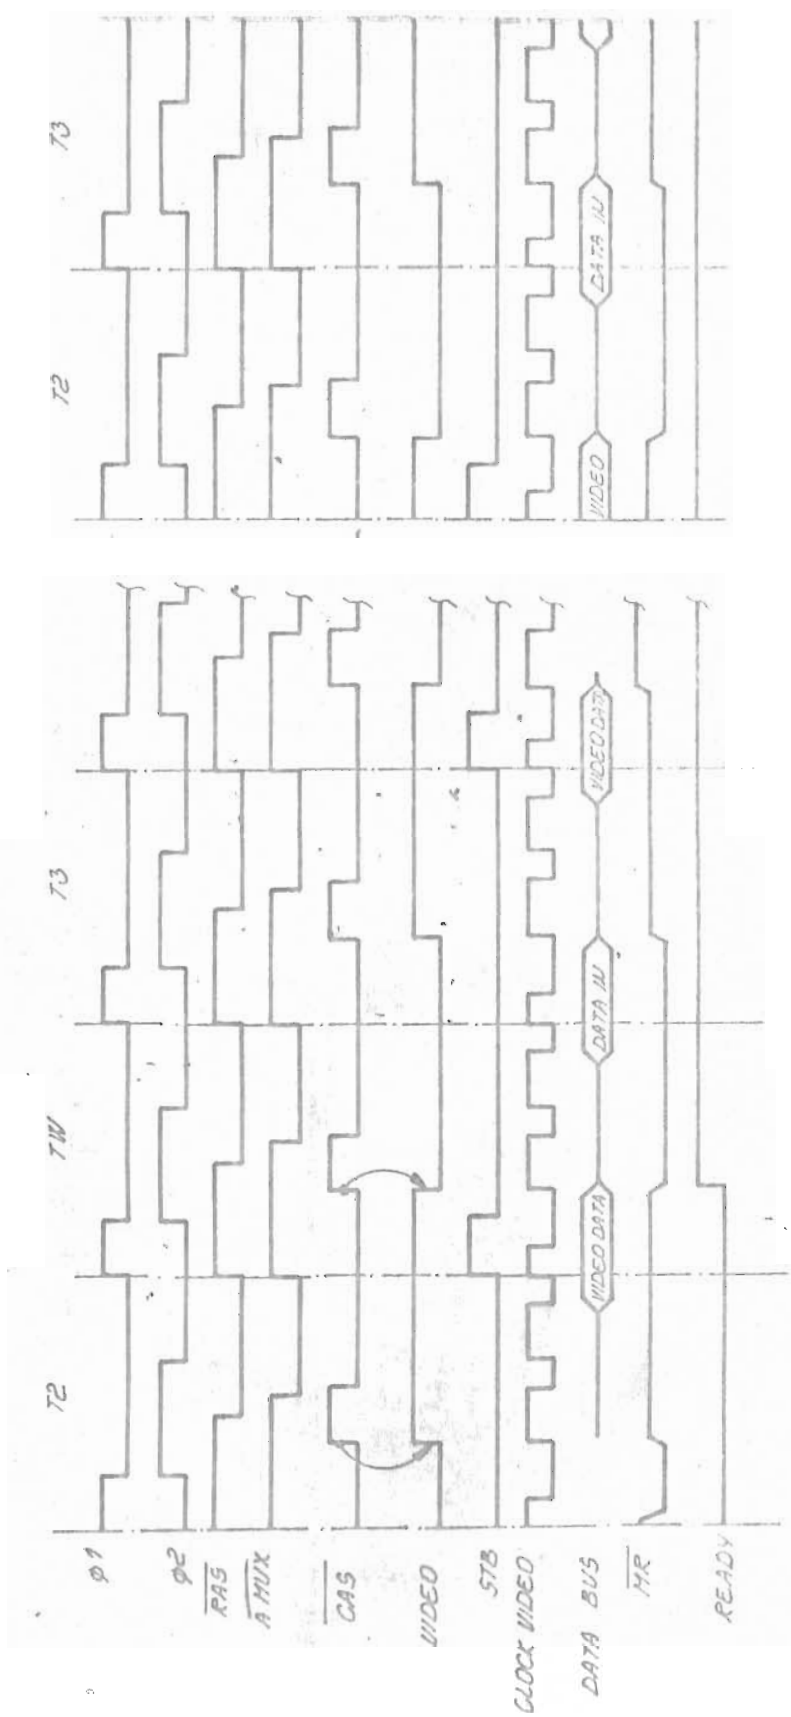 T2
TW
T3
T2
T3
φ1
φ2
RAS
A MUX
CAS
VIDEO
STB
CLOCK VIDEO
DATA BUS
VIDEO DATA
DATA IN
VIDEO DATA
VIDEO
DATA IN
MR
READY